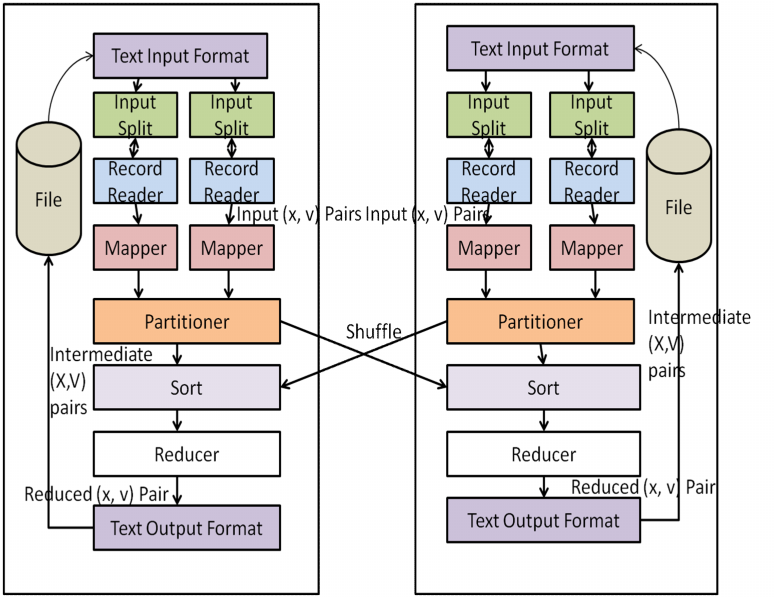 Text Input Format
Input
Split
Input
Split
Record
Reader
Record
Reader
File
Input (x, v) Pairs
Mapper
Mapper
Partitioner
Intermediate
(X,V)
pairs
Sort
Reducer
Reduced (x, v) Pair
Text Output Format
Shuffle
Text Input Format
Input
Split
Input
Split
Record
Reader
Record
Reader
File
Input (x, v) Pairs
Mapper
Mapper
Partitioner
Intermediate
(X,V)
pairs
Sort
Reducer
Reduced (x, v) Pair
Text Output Format